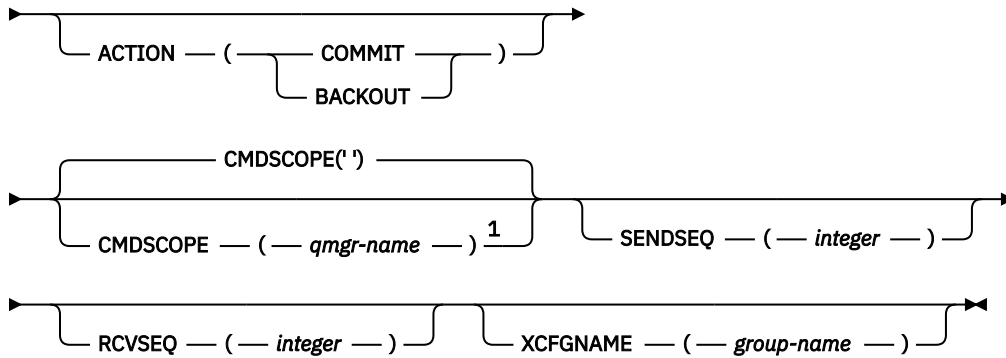 ACTION ( COMMIT )
BACKOUT
CMDSCOPE(' ')
CMDSCOPE ( qmgr-name ) 1
SENDSEQ ( integer )
RCVSEQ ( integer )
XCFGNAME ( group-name )